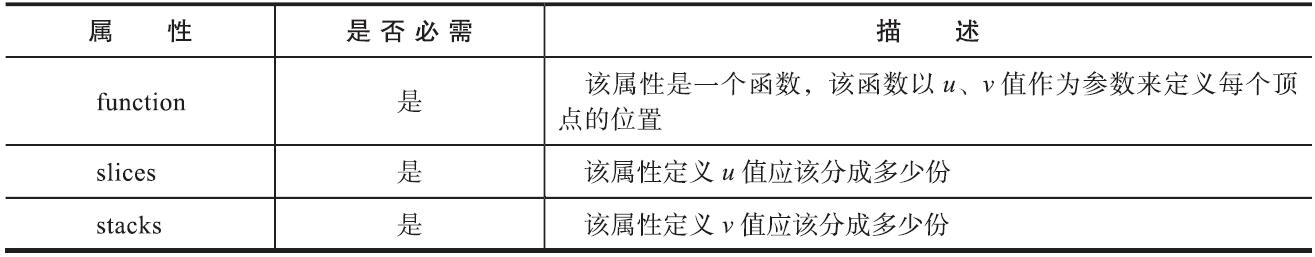 属 性 是否必需 描 述
function 是 该属性是一个函数，该函数以 u、v 值作为参数来定义每个顶
点的位置
slices 是 该属性定义 u 值应该分成多少份
stacks 是 该属性定义 v 值应该分成多少份